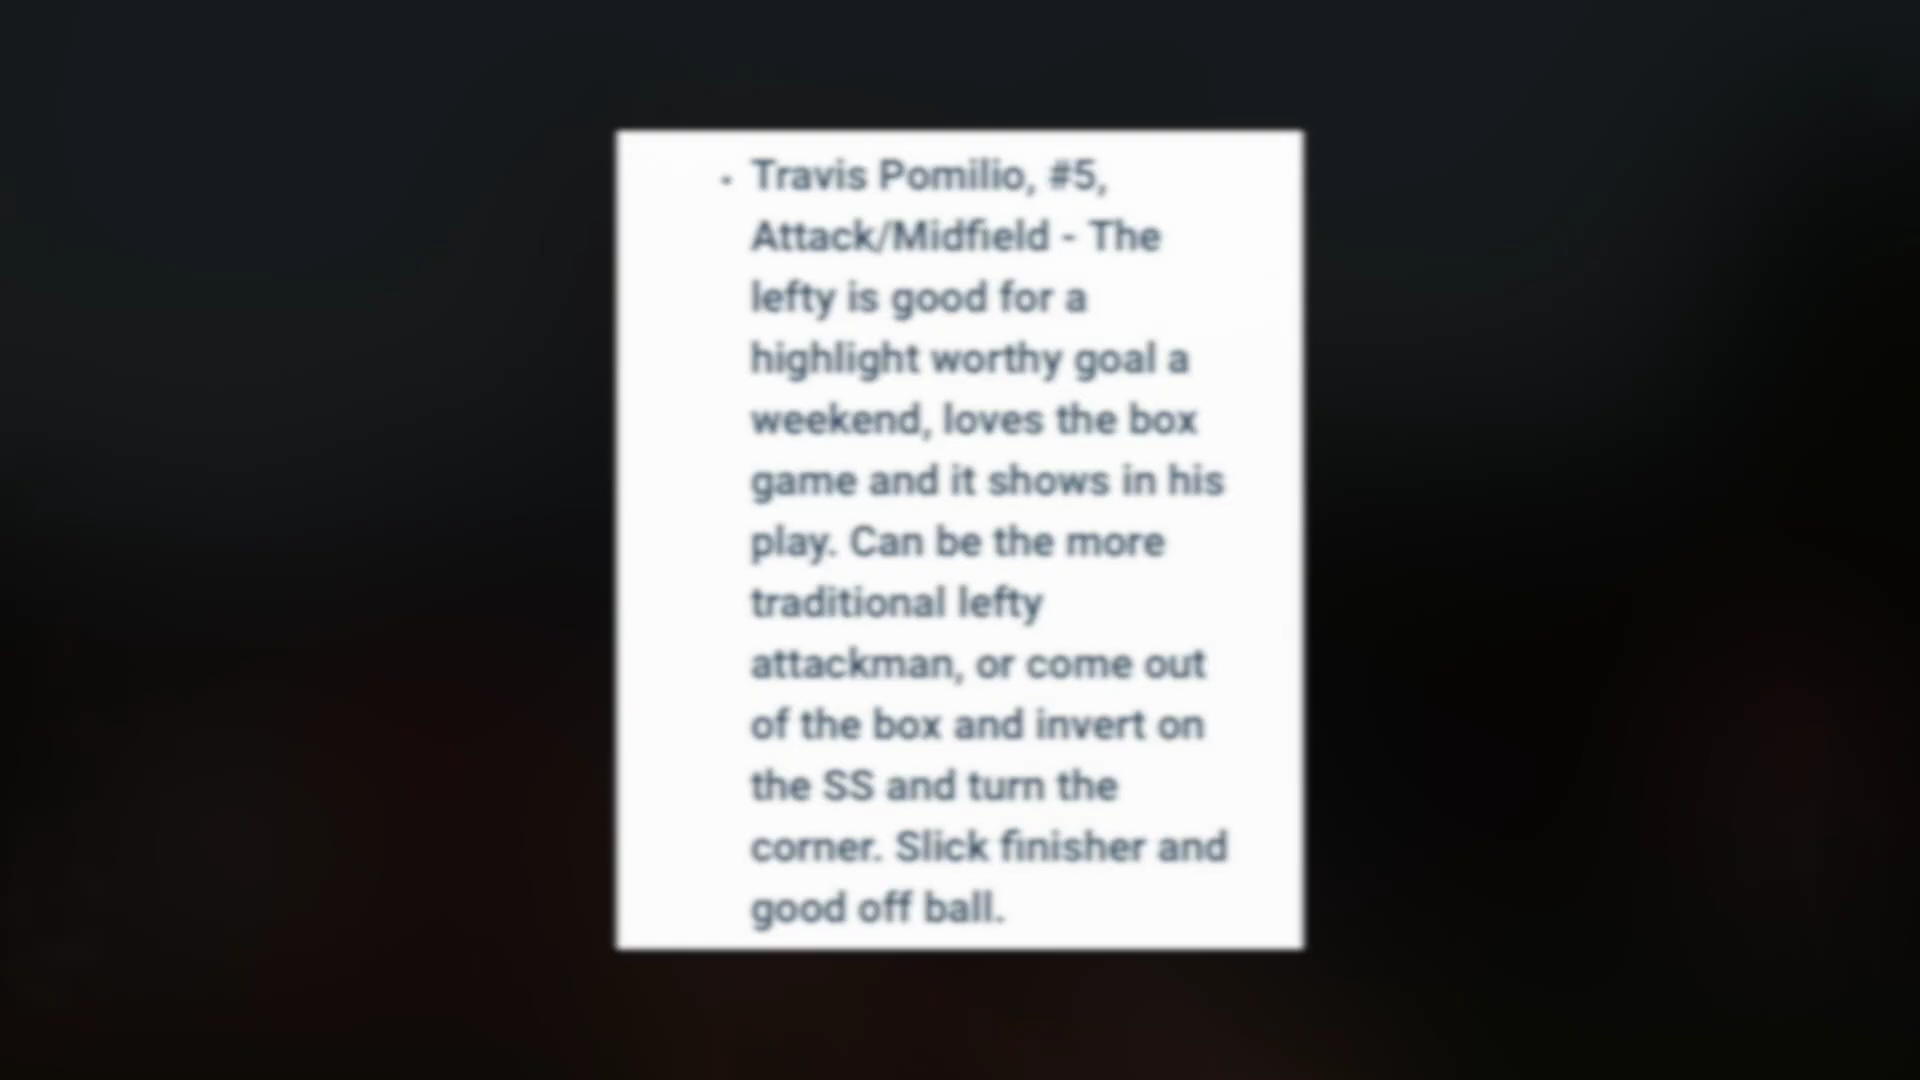 · Travis Pomilio, #5,
Attack/Midfield - The
lefty is good for a
highlight worthy goal a
weekend, loves the box
game and it shows in his
play. Can be the more
traditional lefty
attackman, or come out
of the box and invert on
the SS and turn the
corner. Slick finisher and
good off ball.